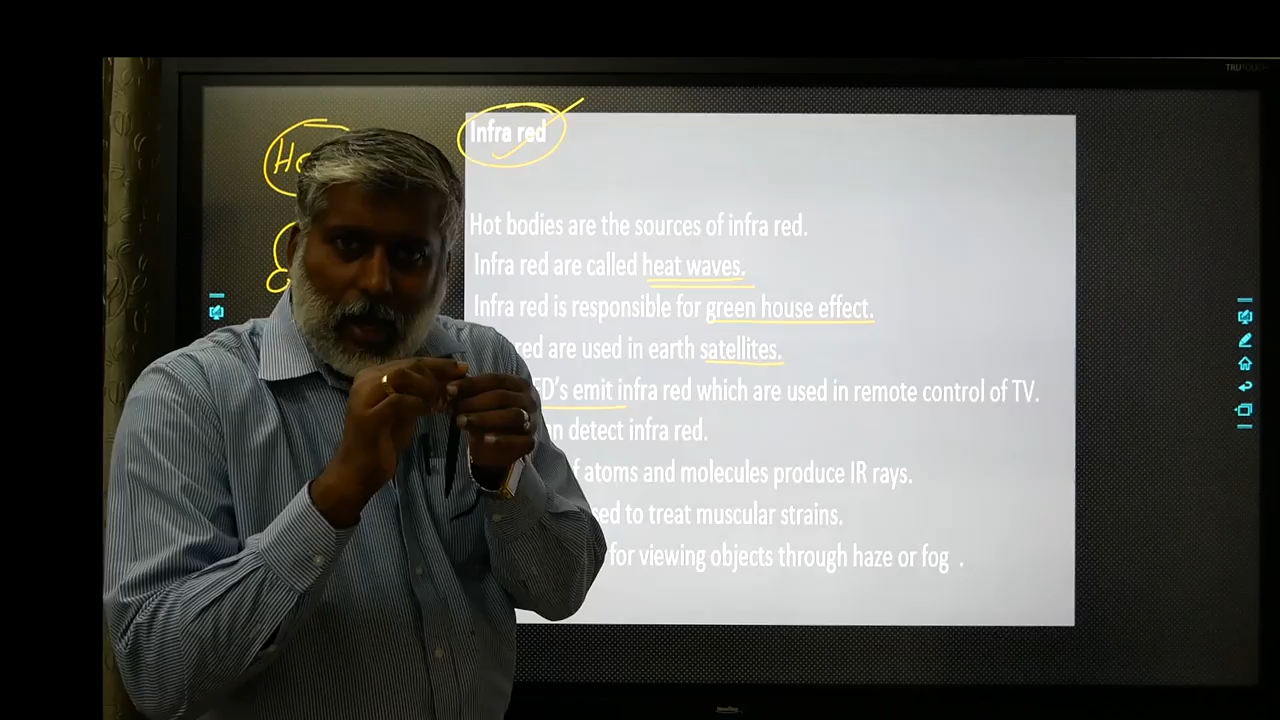 TRUTOUCH
Infra red
He
Hot bodies are the sources of infra red.
Infra red are called heat waves.
Infra red is responsible for green house effect.
red are used in earth satellites.
ED's emit infra red which are used in remote control of TV.
n detect infra red.
f atoms and molecules produce IR rays.
sed to treat muscular strains.
for viewing objects through haze or fog .